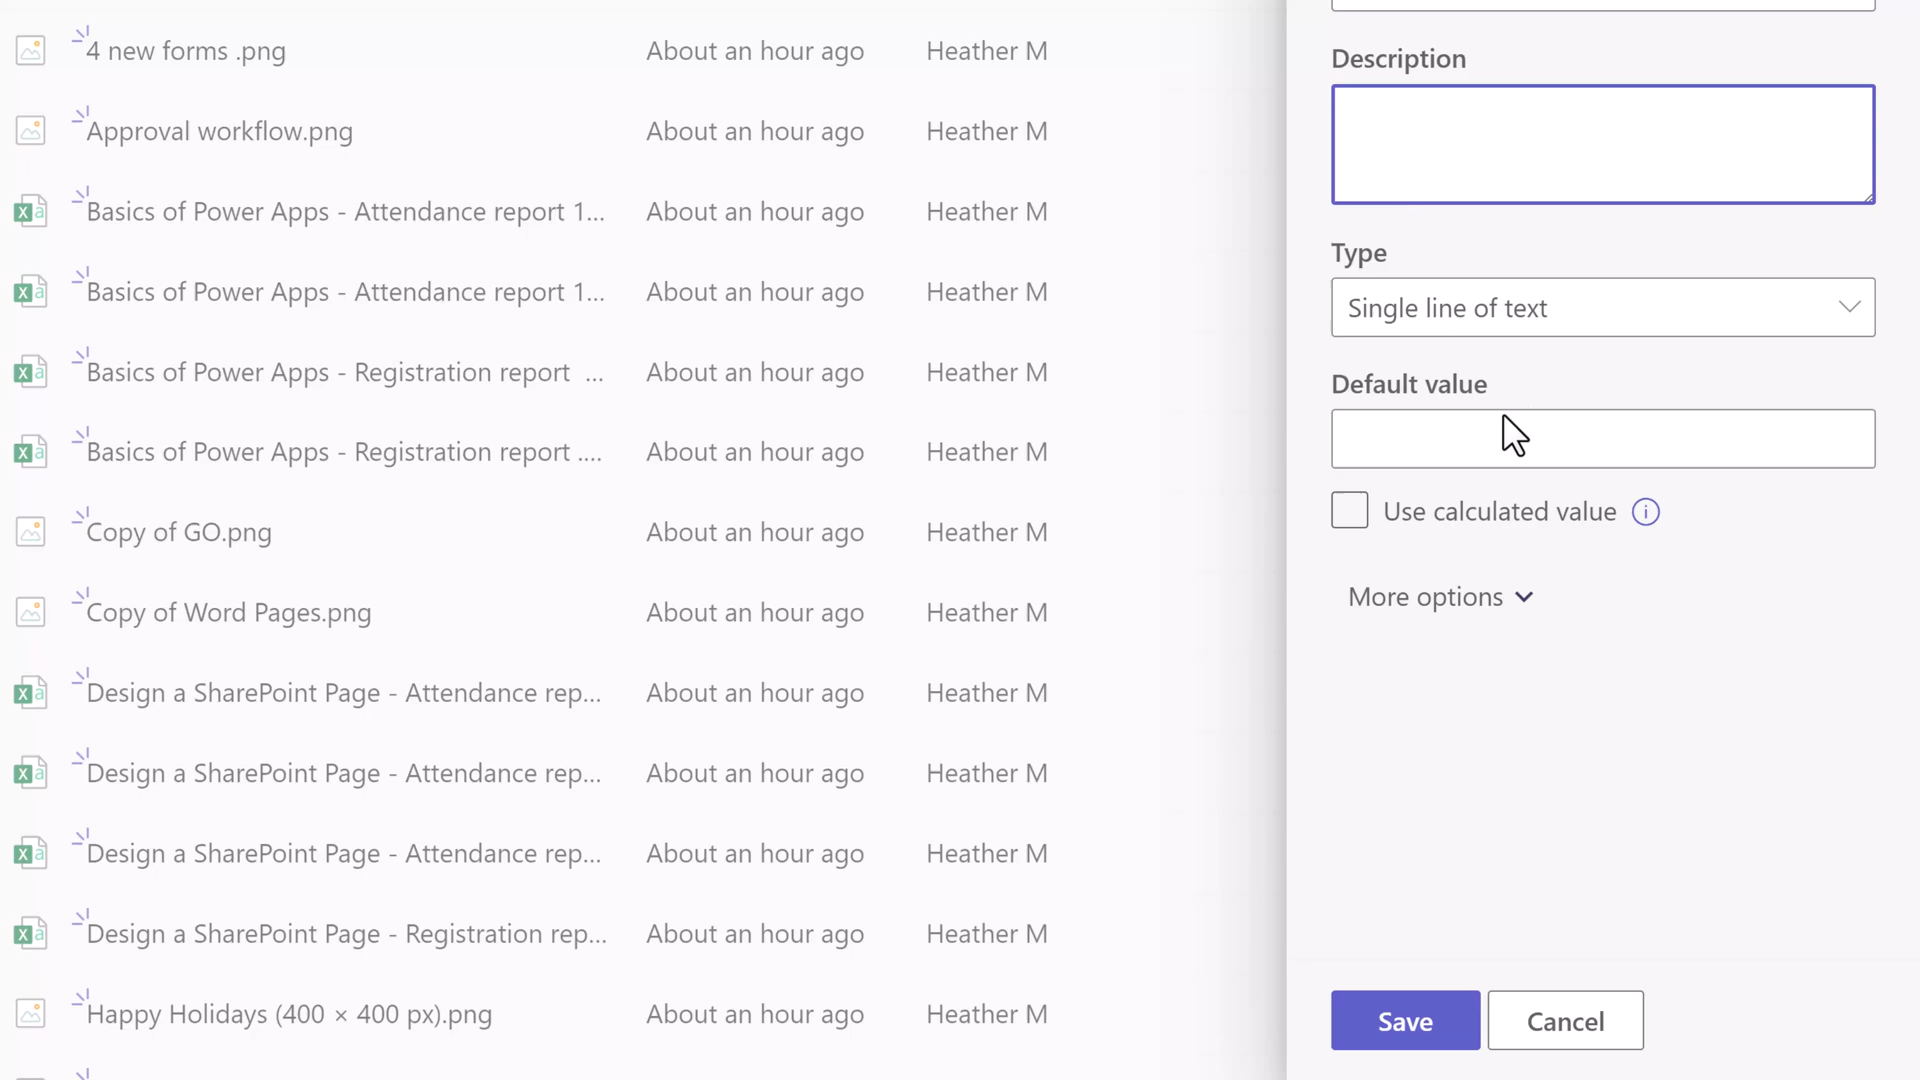 4 new forms .png About an hour ago Heather M
Approval workflow.png About an hour ago Heather M
Basics of Power Apps - Attendance report 1... About an hour ago Heather M
Basics of Power Apps - Attendance report 1... About an hour ago Heather M
Basics of Power Apps - Registration report ... About an hour ago Heather M
Basics of Power Apps - Registration report .... About an hour ago Heather M
Copy of GO.png About an hour ago Heather M
Copy of Word Pages.png About an hour ago Heather M
Design a SharePoint Page - Attendance rep... About an hour ago Heather M
Design a SharePoint Page - Attendance rep... About an hour ago Heather M
Design a SharePoint Page - Attendance rep... About an hour ago Heather M
Design a SharePoint Page - Registration rep... About an hour ago Heather M
Happy Holidays (400 × 400 px).png About an hour ago Heather M
Description
Type
Single line of text
Default value
Use calculated value
More options
Save Cancel